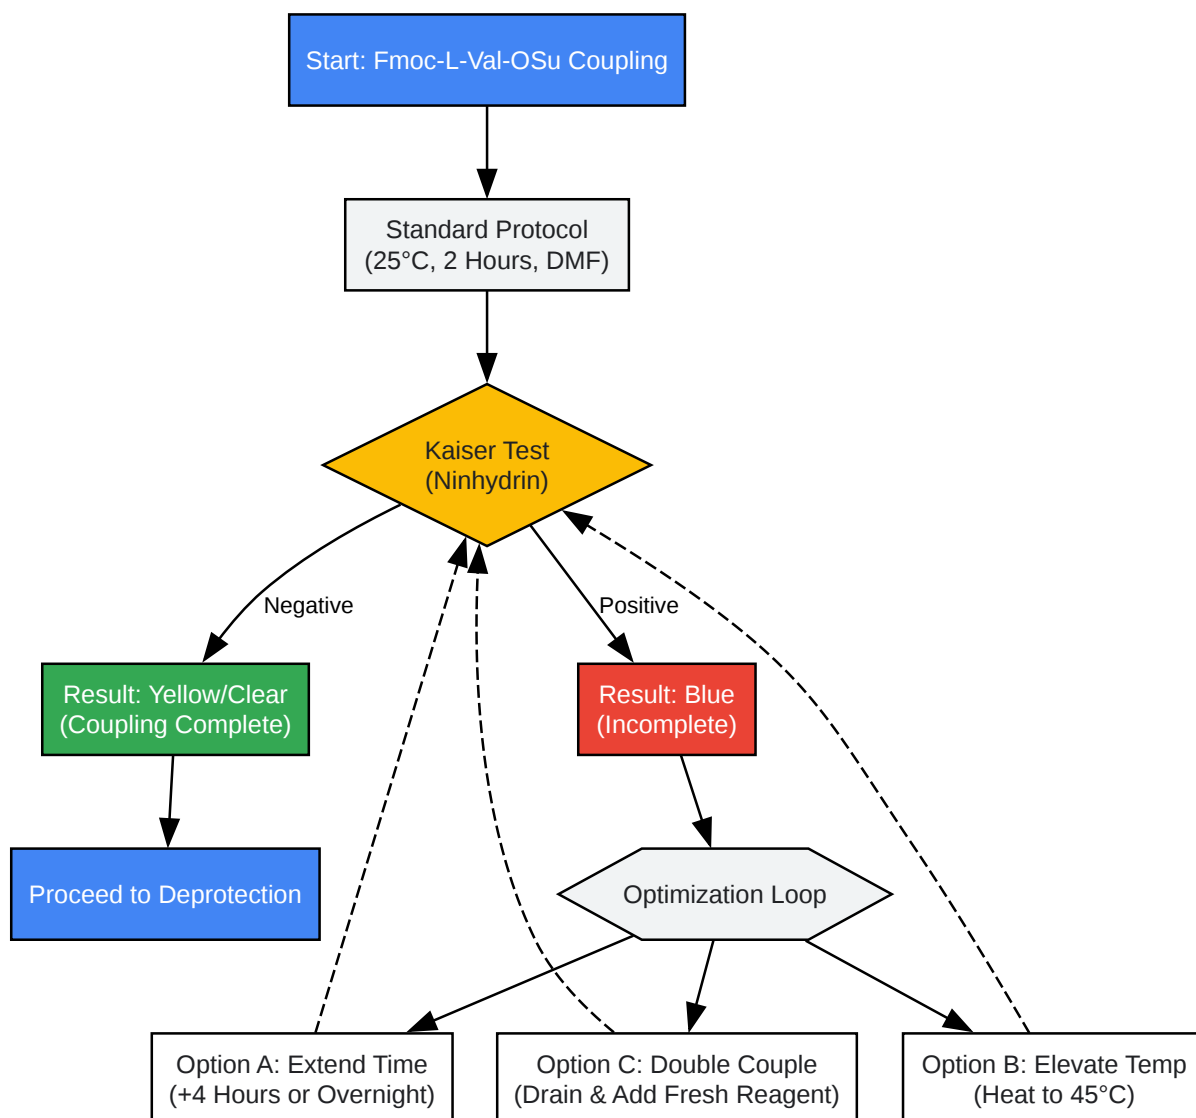 Start: Fmoc-L-Val-OSu Coupling
Standard Protocol
(25°C, 2 Hours, DMF)
Kaiser Test
(Ninhydrin)
Negative
Positive
Result: Yellow/Clear
(Coupling Complete)
Result: Blue
(Incomplete)
Proceed to Deprotection
Optimization Loop
Option A: Extend Time
(+4 Hours or Overnight)
Option C: Double Couple
(Drain & Add Fresh Reagent)
Option B: Elevate Temp
(Heat to 45°C)